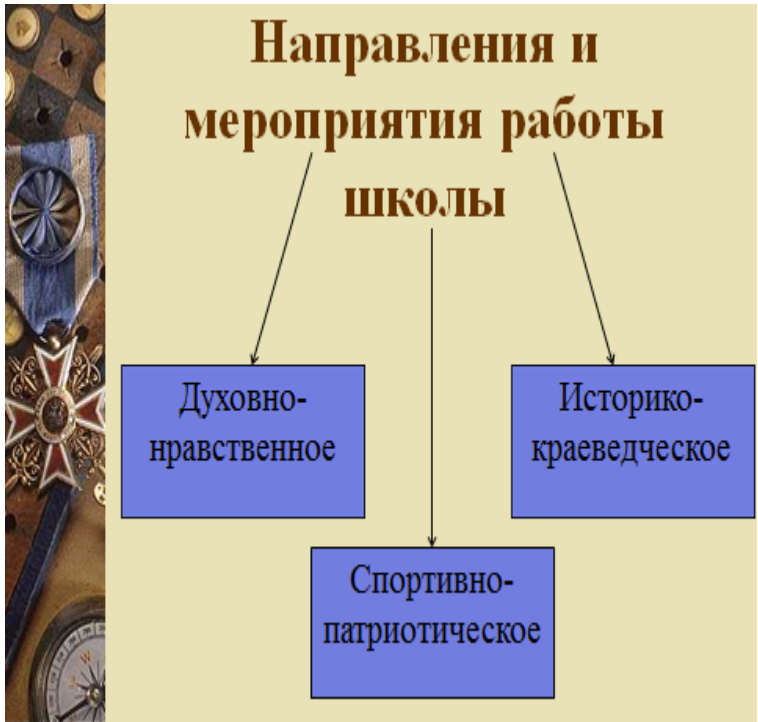 Направления и
мероприятия работы
школы
Духовно-
нравственное
Историко-
краеведческое
Спортивно-
патриотическое